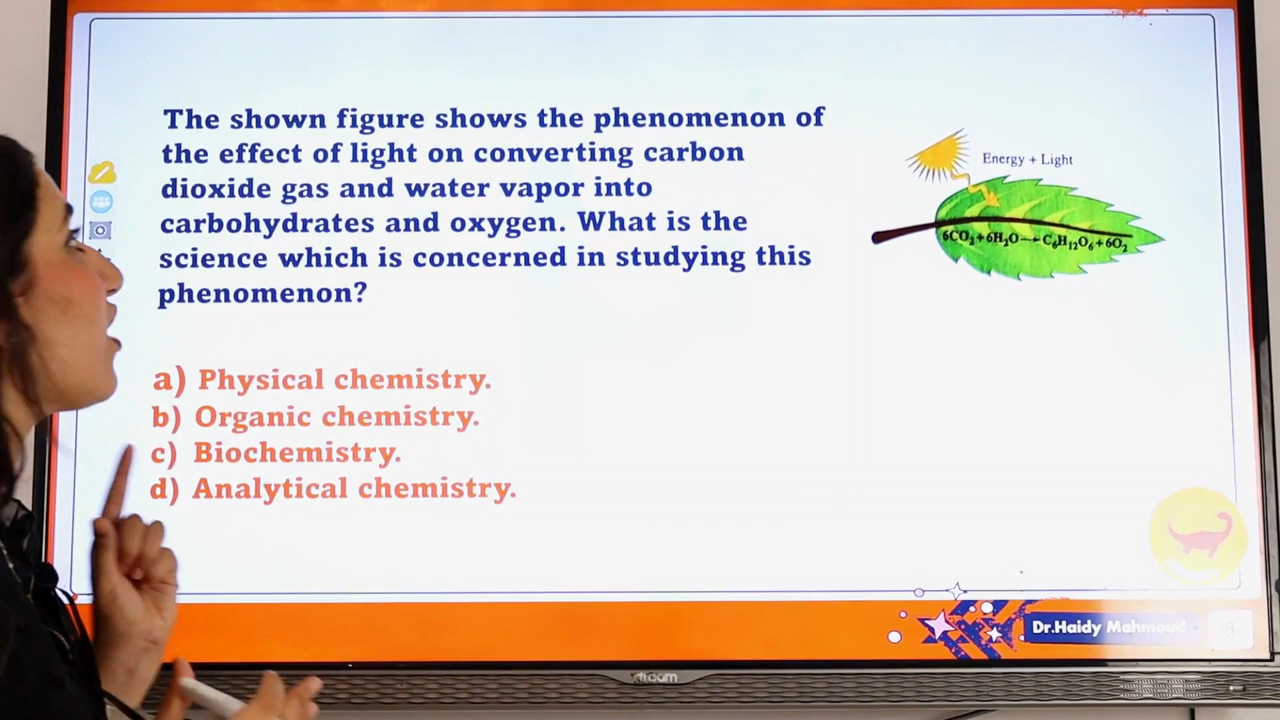 The shown figure shows the phenomenon of
the effect of light on converting carbon
dioxide gas and water vapor into
carbohydrates and oxygen. What is the
science which is concerned in studying this
phenomenon?
Energy + Light
6CO₂+6H₂O→C₆H₁₂O₆+6O₂
a) Physical chemistry.
b) Organic chemistry.
c) Biochemistry.
d) Analytical chemistry.
Dr.Haidy Mahmoud